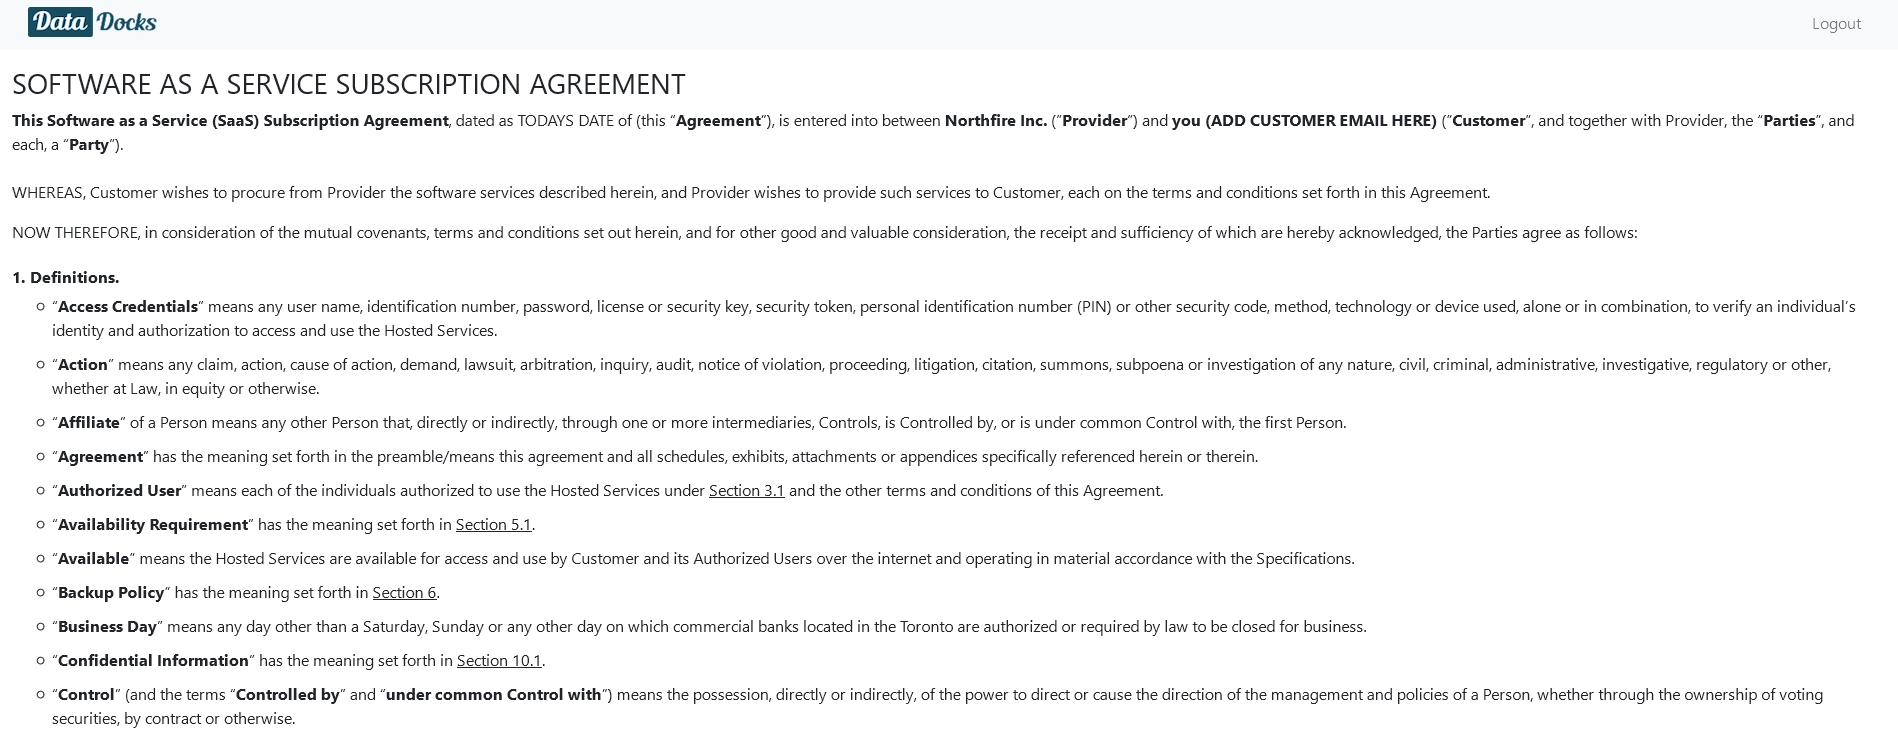 Data Docks
Logout
SOFTWARE AS A SERVICE SUBSCRIPTION AGREEMENT
This Software as a Service (SaaS) Subscription Agreement, dated as TODAYS DATE of (this “Agreement”), is entered into between Northfire Inc. (“Provider”) and you (ADD CUSTOMER EMAIL HERE) (“Customer”, and together with Provider, the “Parties”, and
each, a “Party”).
WHEREAS, Customer wishes to procure from Provider the software services described herein, and Provider wishes to provide such services to Customer, each on the terms and conditions set forth in this Agreement.
NOW THEREFORE, in consideration of the mutual covenants, terms and conditions set out herein, and for other good and valuable consideration, the receipt and sufficiency of which are hereby acknowledged, the Parties agree as follows:
1. Definitions.
“Access Credentials” means any user name, identification number, password, license or security key, security token, personal identification number (PIN) or other security code, method, technology or device used, alone or in combination, to verify an individual’s
identity and authorization to access and use the Hosted Services.
“Action” means any claim, action, cause of action, demand, lawsuit, arbitration, inquiry, audit, notice of violation, proceeding, litigation, citation, summons, subpoena or investigation of any nature, civil, criminal, administrative, investigative, regulatory or other,
whether at Law, in equity or otherwise.
“Affiliate” of a Person means any other Person that, directly or indirectly, through one or more intermediaries, Controls, is Controlled by, or is under common Control with, the first Person.
“Agreement” has the meaning set forth in the preamble/means this agreement and all schedules, exhibits, attachments or appendices specifically referenced herein or therein.
“Authorized User” means each of the individuals authorized to use the Hosted Services under Section 3.1 and the other terms and conditions of this Agreement.
“Availability Requirement” has the meaning set forth in Section 5.1.
“Available” means the Hosted Services are available for access and use by Customer and its Authorized Users over the internet and operating in material accordance with the Specifications.
“Backup Policy” has the meaning set forth in Section 6.
“Business Day” means any day other than a Saturday, Sunday or any other day on which commercial banks located in the Toronto are authorized or required by law to be closed for business.
“Confidential Information” has the meaning set forth in Section 10.1.
“Control” (and the terms “Controlled by” and “under common Control with”) means the possession, directly or indirectly, of the power to direct or cause the direction of the management and policies of a Person, whether through the ownership of voting
securities, by contract or otherwise.